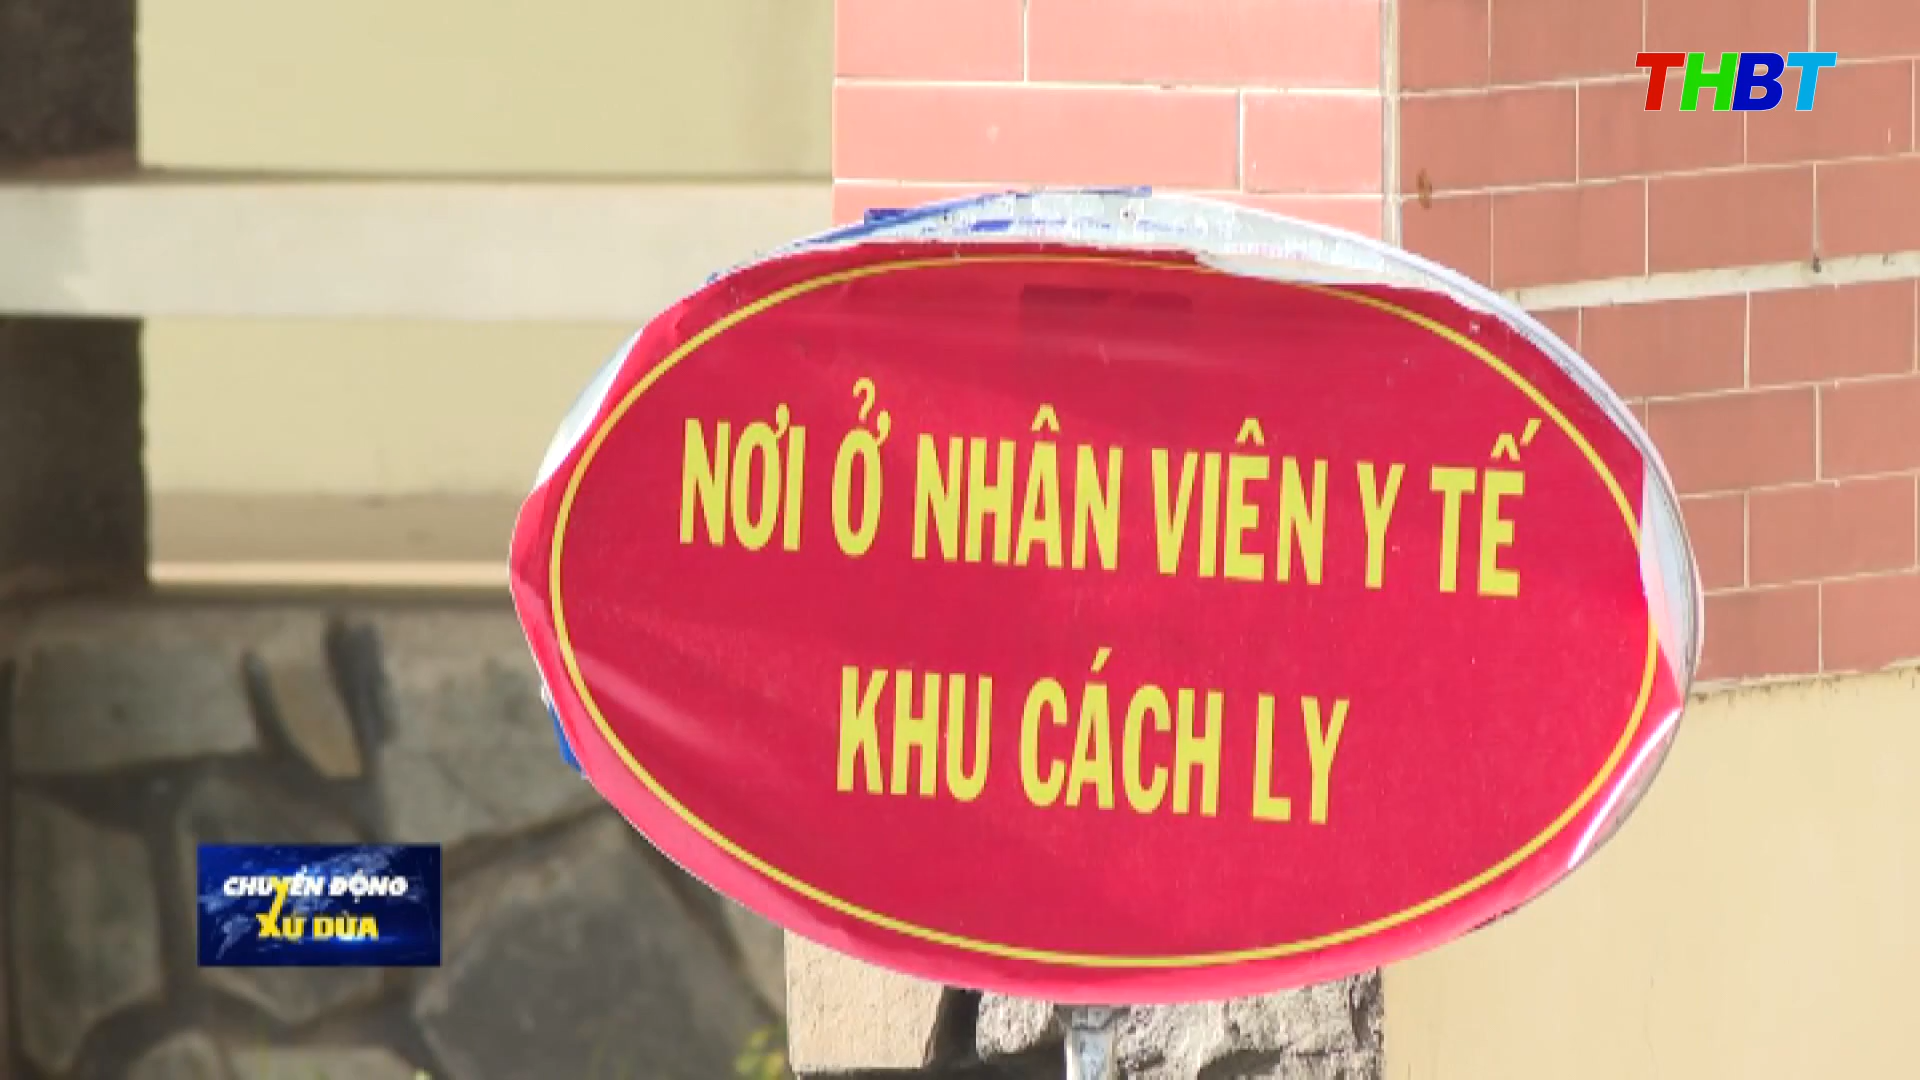 THBT
NƠI Ở NHÂN VIÊN Y TẾ
KHU CÁCH LY
CHUYỂN ĐỘNG
XỨ DỪA